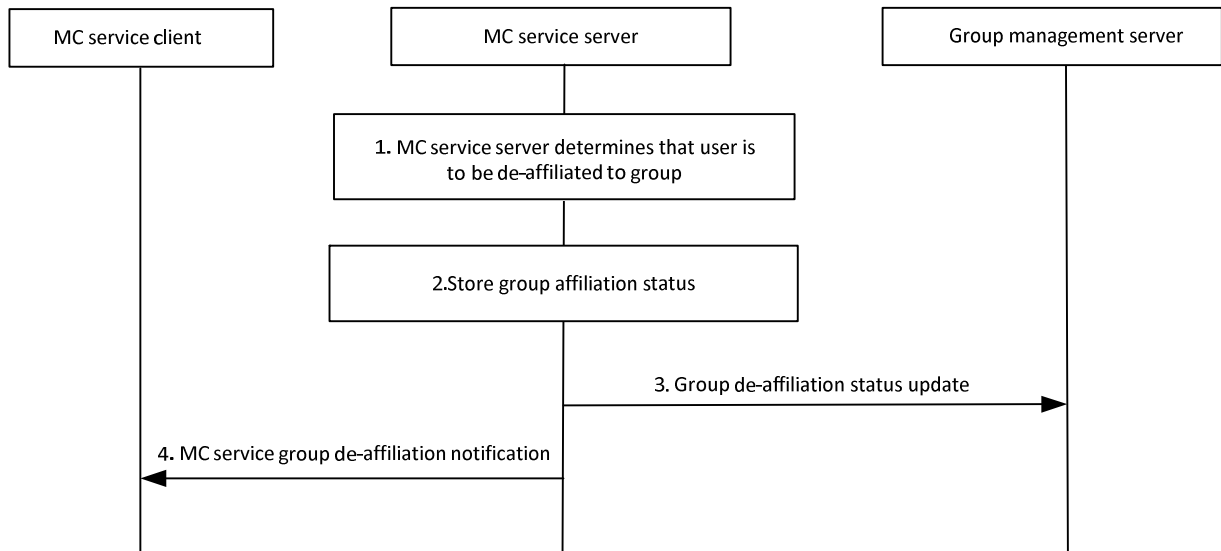 MC service client
MC service server
Group management server
1. MC service server determines that user is
to be de-affiliated to group
2.Store group affiliation status
3. Group de-affiliation status update
4. MC service group de-affiliation notification